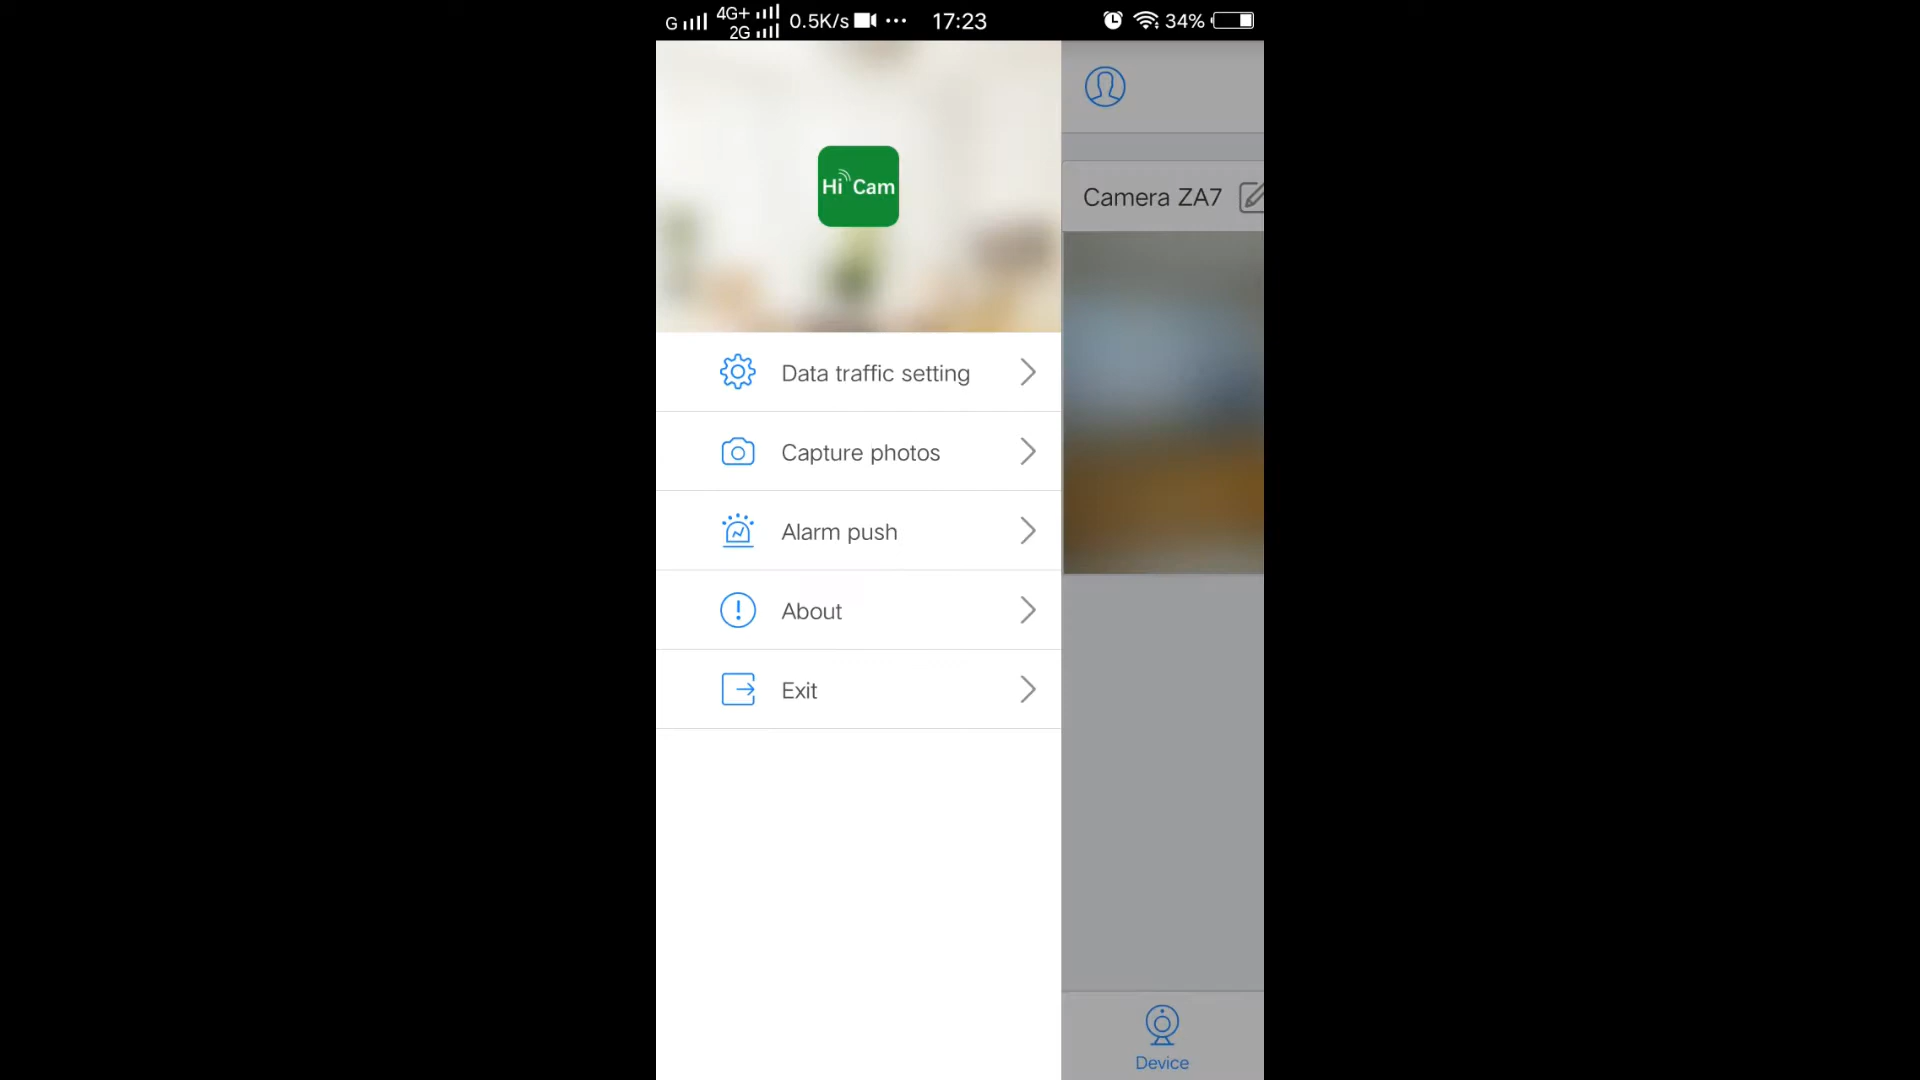 G 4G+ 2G 0.5K/s ... 17:23 34%
Hi Cam
Camera ZA7
Data traffic setting
Capture photos
Alarm push
About
Exit
Device